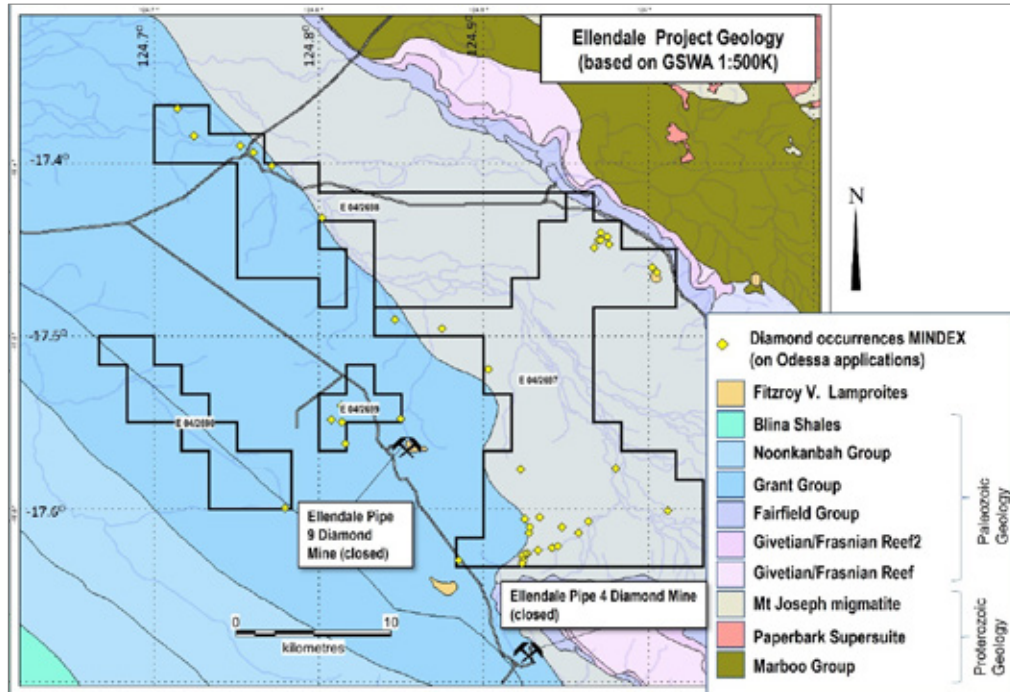 Ellendale Project Geology
(based on GSWA 1:500K)
124.7
124.8
124.9
-17.4°
-17.5°
-17.6°
N
E 04/2698
E 04/2697
E 04/2699
Ellendale Pipe
9 Diamond
Mine (closed)
Ellendale Pipe 4 Diamond Mine
(closed)
0
10
kilometres
Diamond occurrences MINDEX
(on Odessa applications)
Fitzroy V. Lamproites
Blina Shales
Noonkanbah Group
Grant Group
Fairfield Group
Givetian/Frasnian Reef2
Givetian/Frasnian Reef
Mt Joseph migmatite
Paperbark Supersuite
Marboo Group
Paleozoic
Geology
Proterozoic
Geology